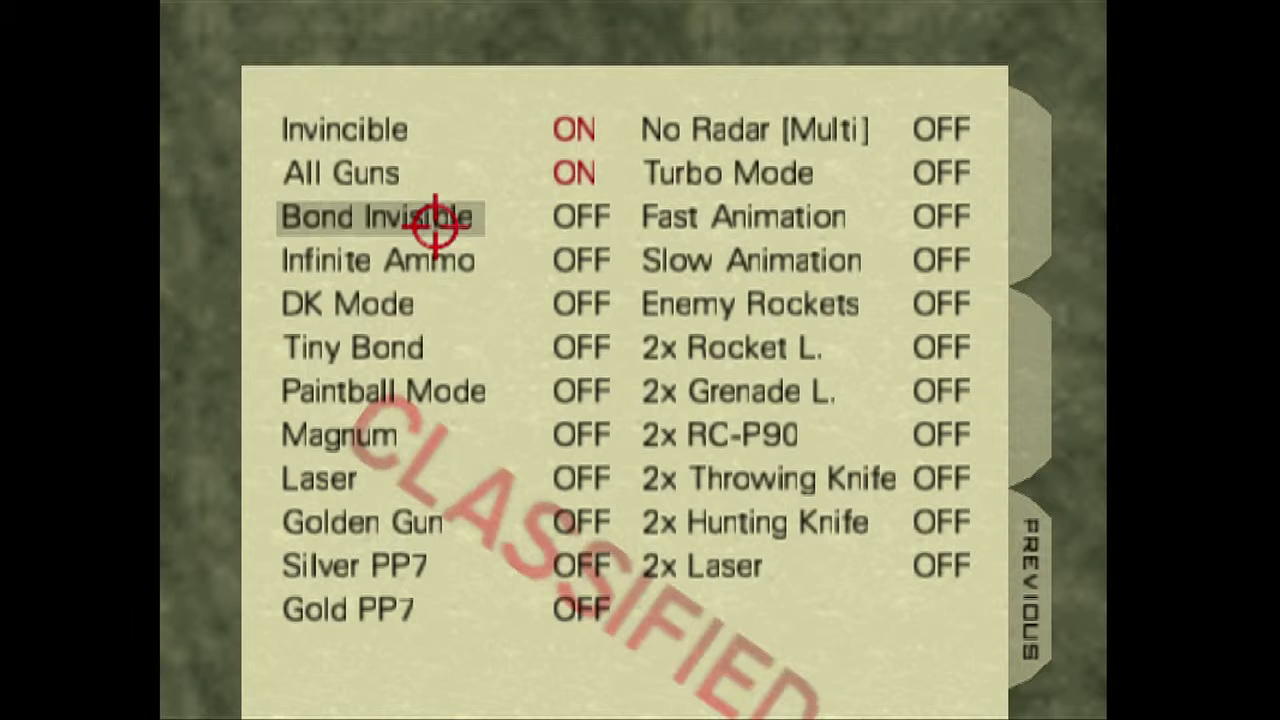 Invincible ON No Radar [Multi] OFF
All Guns ON Turbo Mode OFF
Bond Invisible OFF Fast Animation OFF
Infinite Ammo OFF Slow Animation OFF
DK Mode OFF Enemy Rockets OFF
Tiny Bond OFF 2x Rocket L. OFF
Paintball Mode OFF 2x Grenade L. OFF
Magnum OFF 2x RC-P90 OFF
Laser OFF 2x Throwing Knife OFF
Golden Gun OFF 2x Hunting Knife OFF
Silver PP7 OFF 2x Laser OFF
Gold PP7 OFF
CLASSIFIED
PREVIOUS